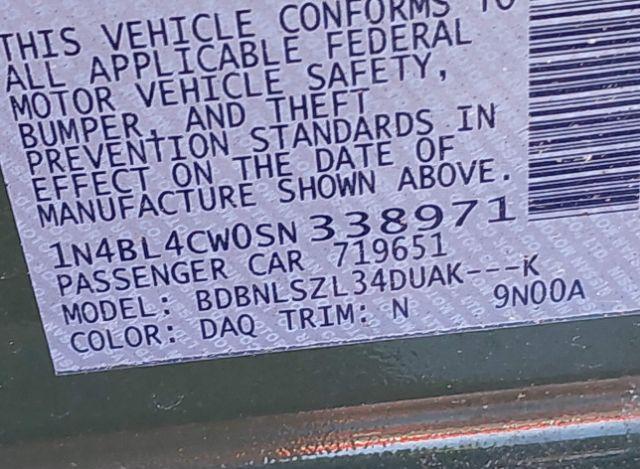 THIS VEHICLE CONFORMS TO
ALL APPLICABLE FEDERAL
MOTOR VEHICLE SAFETY,
BUMPER, AND THEFT
PREVENTION STANDARDS IN
EFFECT ON THE DATE OF
MANUFACTURE SHOWN ABOVE.
1N4BL4CW0SN338971
PASSENGER CAR 719651
MODEL: BDBNLSZL34DUAK---K
COLOR: DAQ TRIM: N 9N00A